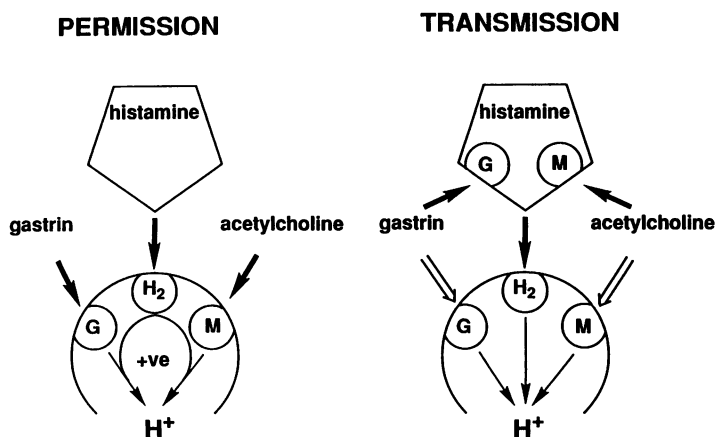 PERMISSION
histamine
gastrin
acetylcholine
H2
G
M
+ve
H+
TRANSMISSION
histamine
G
M
gastrin
acetylcholine
H2
G
M
H+